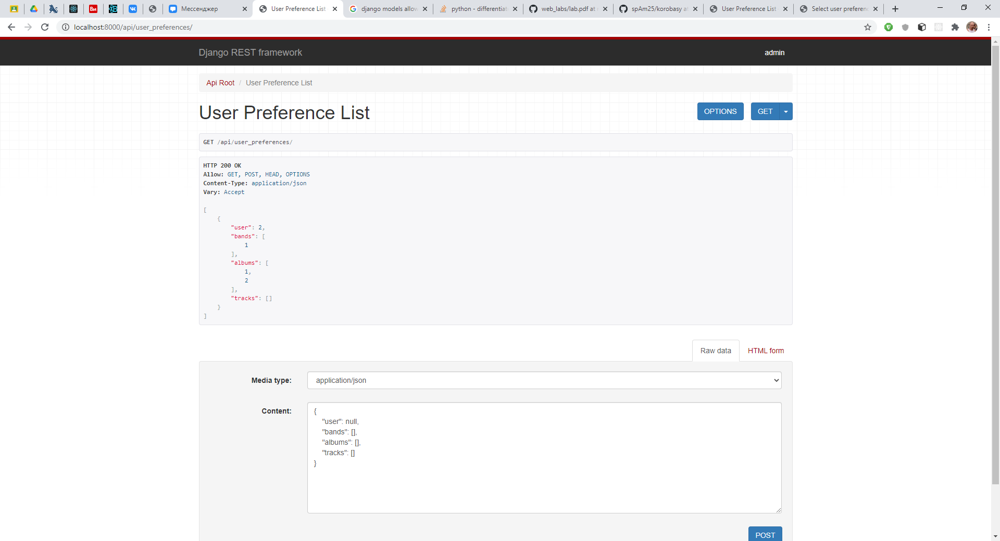 Ви
Мессенджер
User Preference List
django models allow
python - differentiat
web_labs/lab.pdf at
spAm25/korobasy at
User Preference List
Select user preferenc
localhost:8000/api/user_preferences/
Django REST framework
admin
Api Root / User Preference List
User Preference List
OPTIONS
GET
GET /api/user_preferences/
HTTP 200 OK
Allow: GET, POST, HEAD, OPTIONS
Content-Type: application/json
Vary: Accept
[
{
"user": 2,
"bands": [
1
],
"albums": [
1,
2
],
"tracks": []
}
]
Raw data
HTML form
Media type:
application/json
Content:
{
"user": null,
"bands": [],
"albums": [],
"tracks": []
}
POST